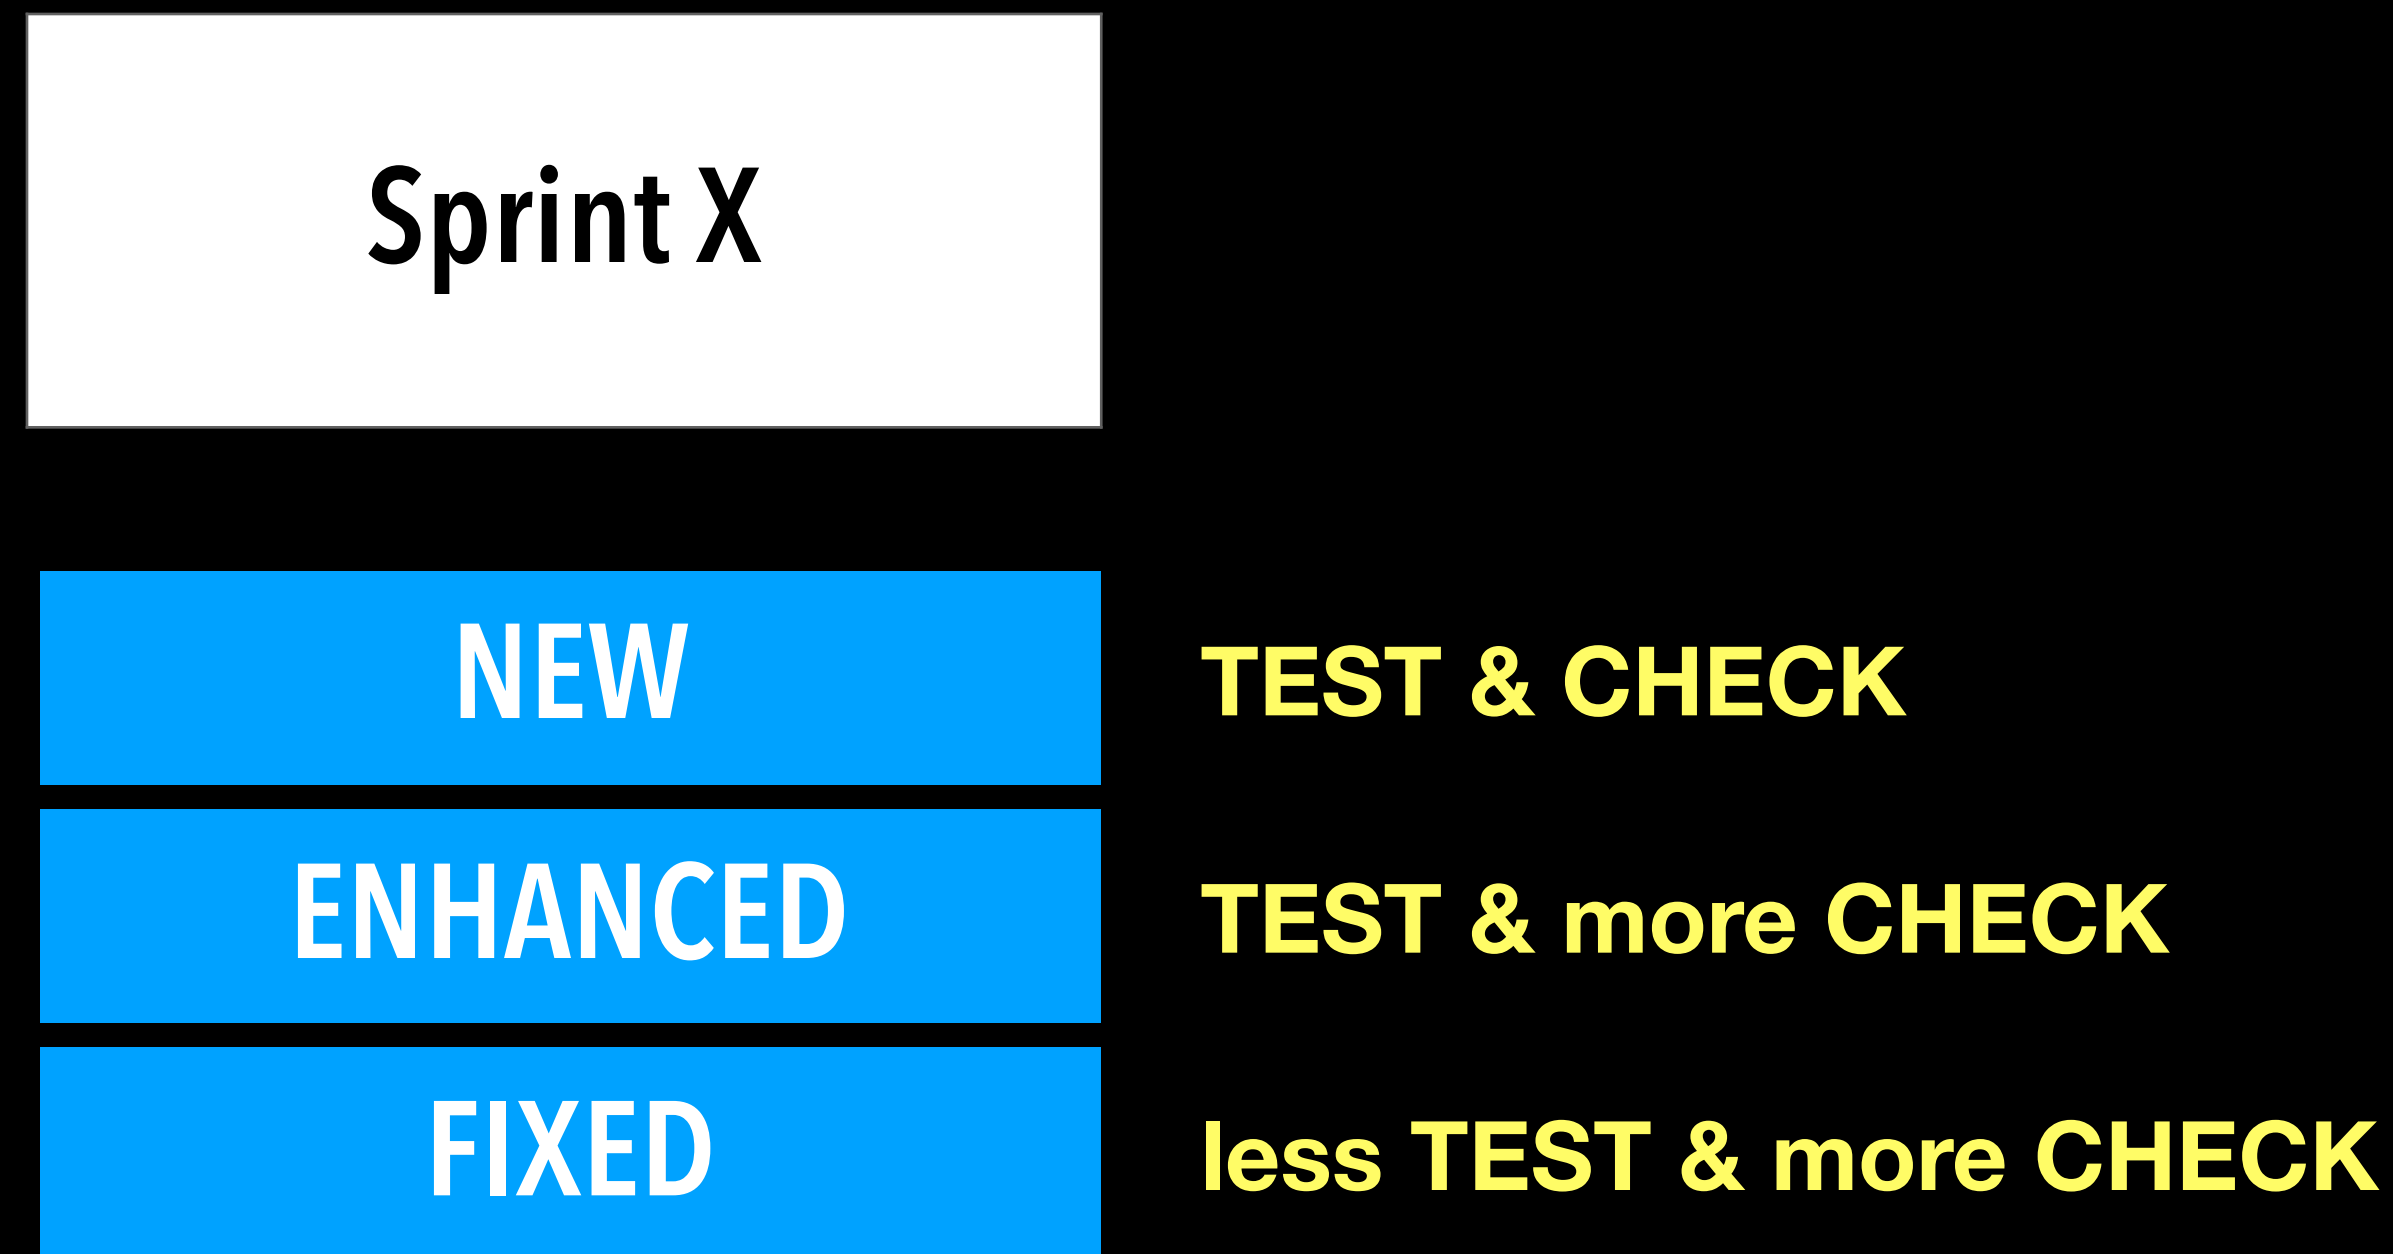 Sprint X
NEW
TEST & CHECK
ENHANCED
TEST & more CHECK
FIXED
less TEST & more CHECK